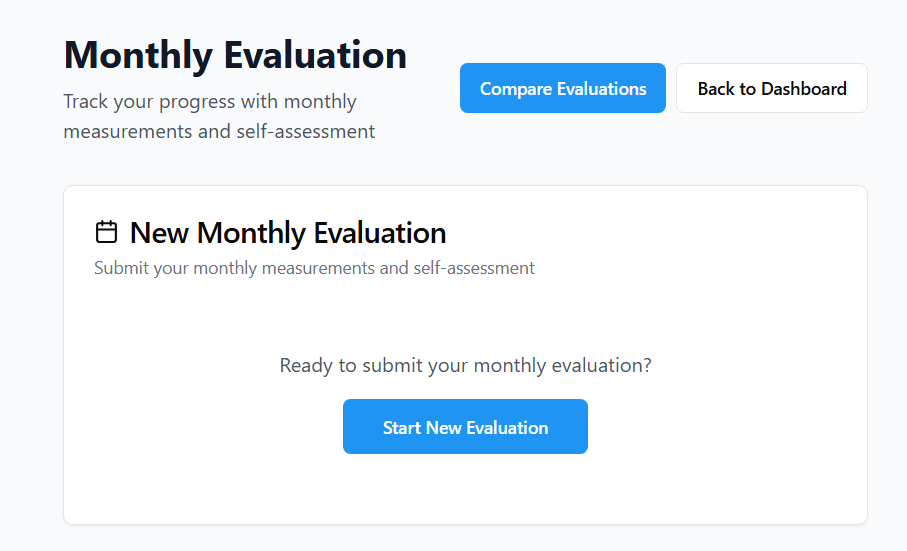 Monthly Evaluation
Track your progress with monthly
measurements and self-assessment
Compare Evaluations
Back to Dashboard
New Monthly Evaluation
Submit your monthly measurements and self-assessment
Ready to submit your monthly evaluation?
Start New Evaluation